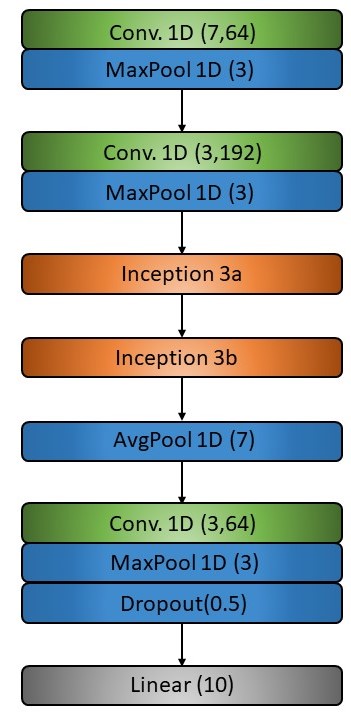 Conv. 1D (7,64)
MaxPool 1D (3)
Conv. 1D (3,192)
MaxPool 1D (3)
Inception 3a
Inception 3b
AvgPool 1D (7)
Conv. 1D (3,64)
MaxPool 1D (3)
Dropout(0.5)
Linear (10)